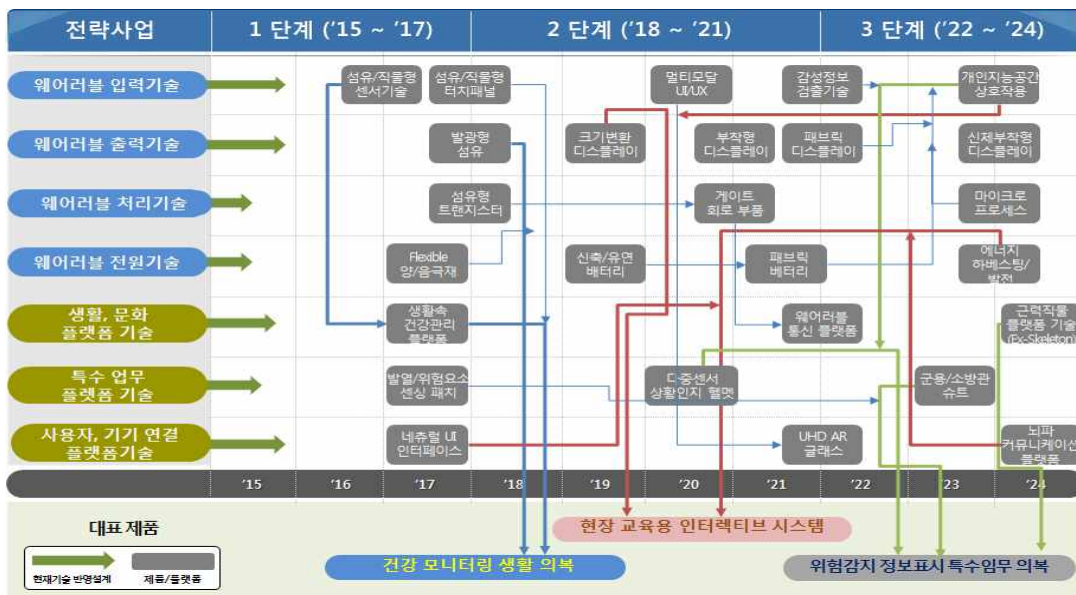 전략사업
1 단계 ('15 ~ '17)
2 단계 ('18 ~ '21)
3 단계 ('22 ~ '24)
웨어러블 입력기술
섬유/직물형
센서기술
섬유/직물형
터치패널
멀티모달
UI/UX
감성정보
검출기술
개인지능공간
상호작용
웨어러블 출력기술
발광형
섬유
크기변환
디스플레이
부착형
디스플레이
패브릭
디스플레이
신체부착형
디스플레이
웨어러블 처리기술
섬유형
트랜지스터
게이트
회로 부품
마이크로
프로세스
웨어러블 전원기술
Flexible
양/음극재
신축/유연
배터리
패브릭
베터리
에너지
하베스팅/
발전
생활, 문화
플랫폼 기술
생활속
건강관리
플랫폼
웨어러블
통신 플랫폼
근력직물
플랫폼 기술
(Ex-Skeleton)
특수 업무
플랫폼 기술
발열/위험요소
센싱 패치
다중센서
상황인지 헬멧
군용/소방관
슈트
사용자, 기기 연결
플랫폼기술
네츄럴 UI
인터페이스
UHD AR
글래스
뇌파
커뮤니케이션
플랫폼
'15
'16
'17
'18
'19
'20
'21
'22
'23
'24
대표 제품
현재기술 반영설계
제품/플랫폼
현장 교육용 인터렉티브 시스템
건강 모니터링 생활 의복
위험감지 정보표시 특수임무 의복